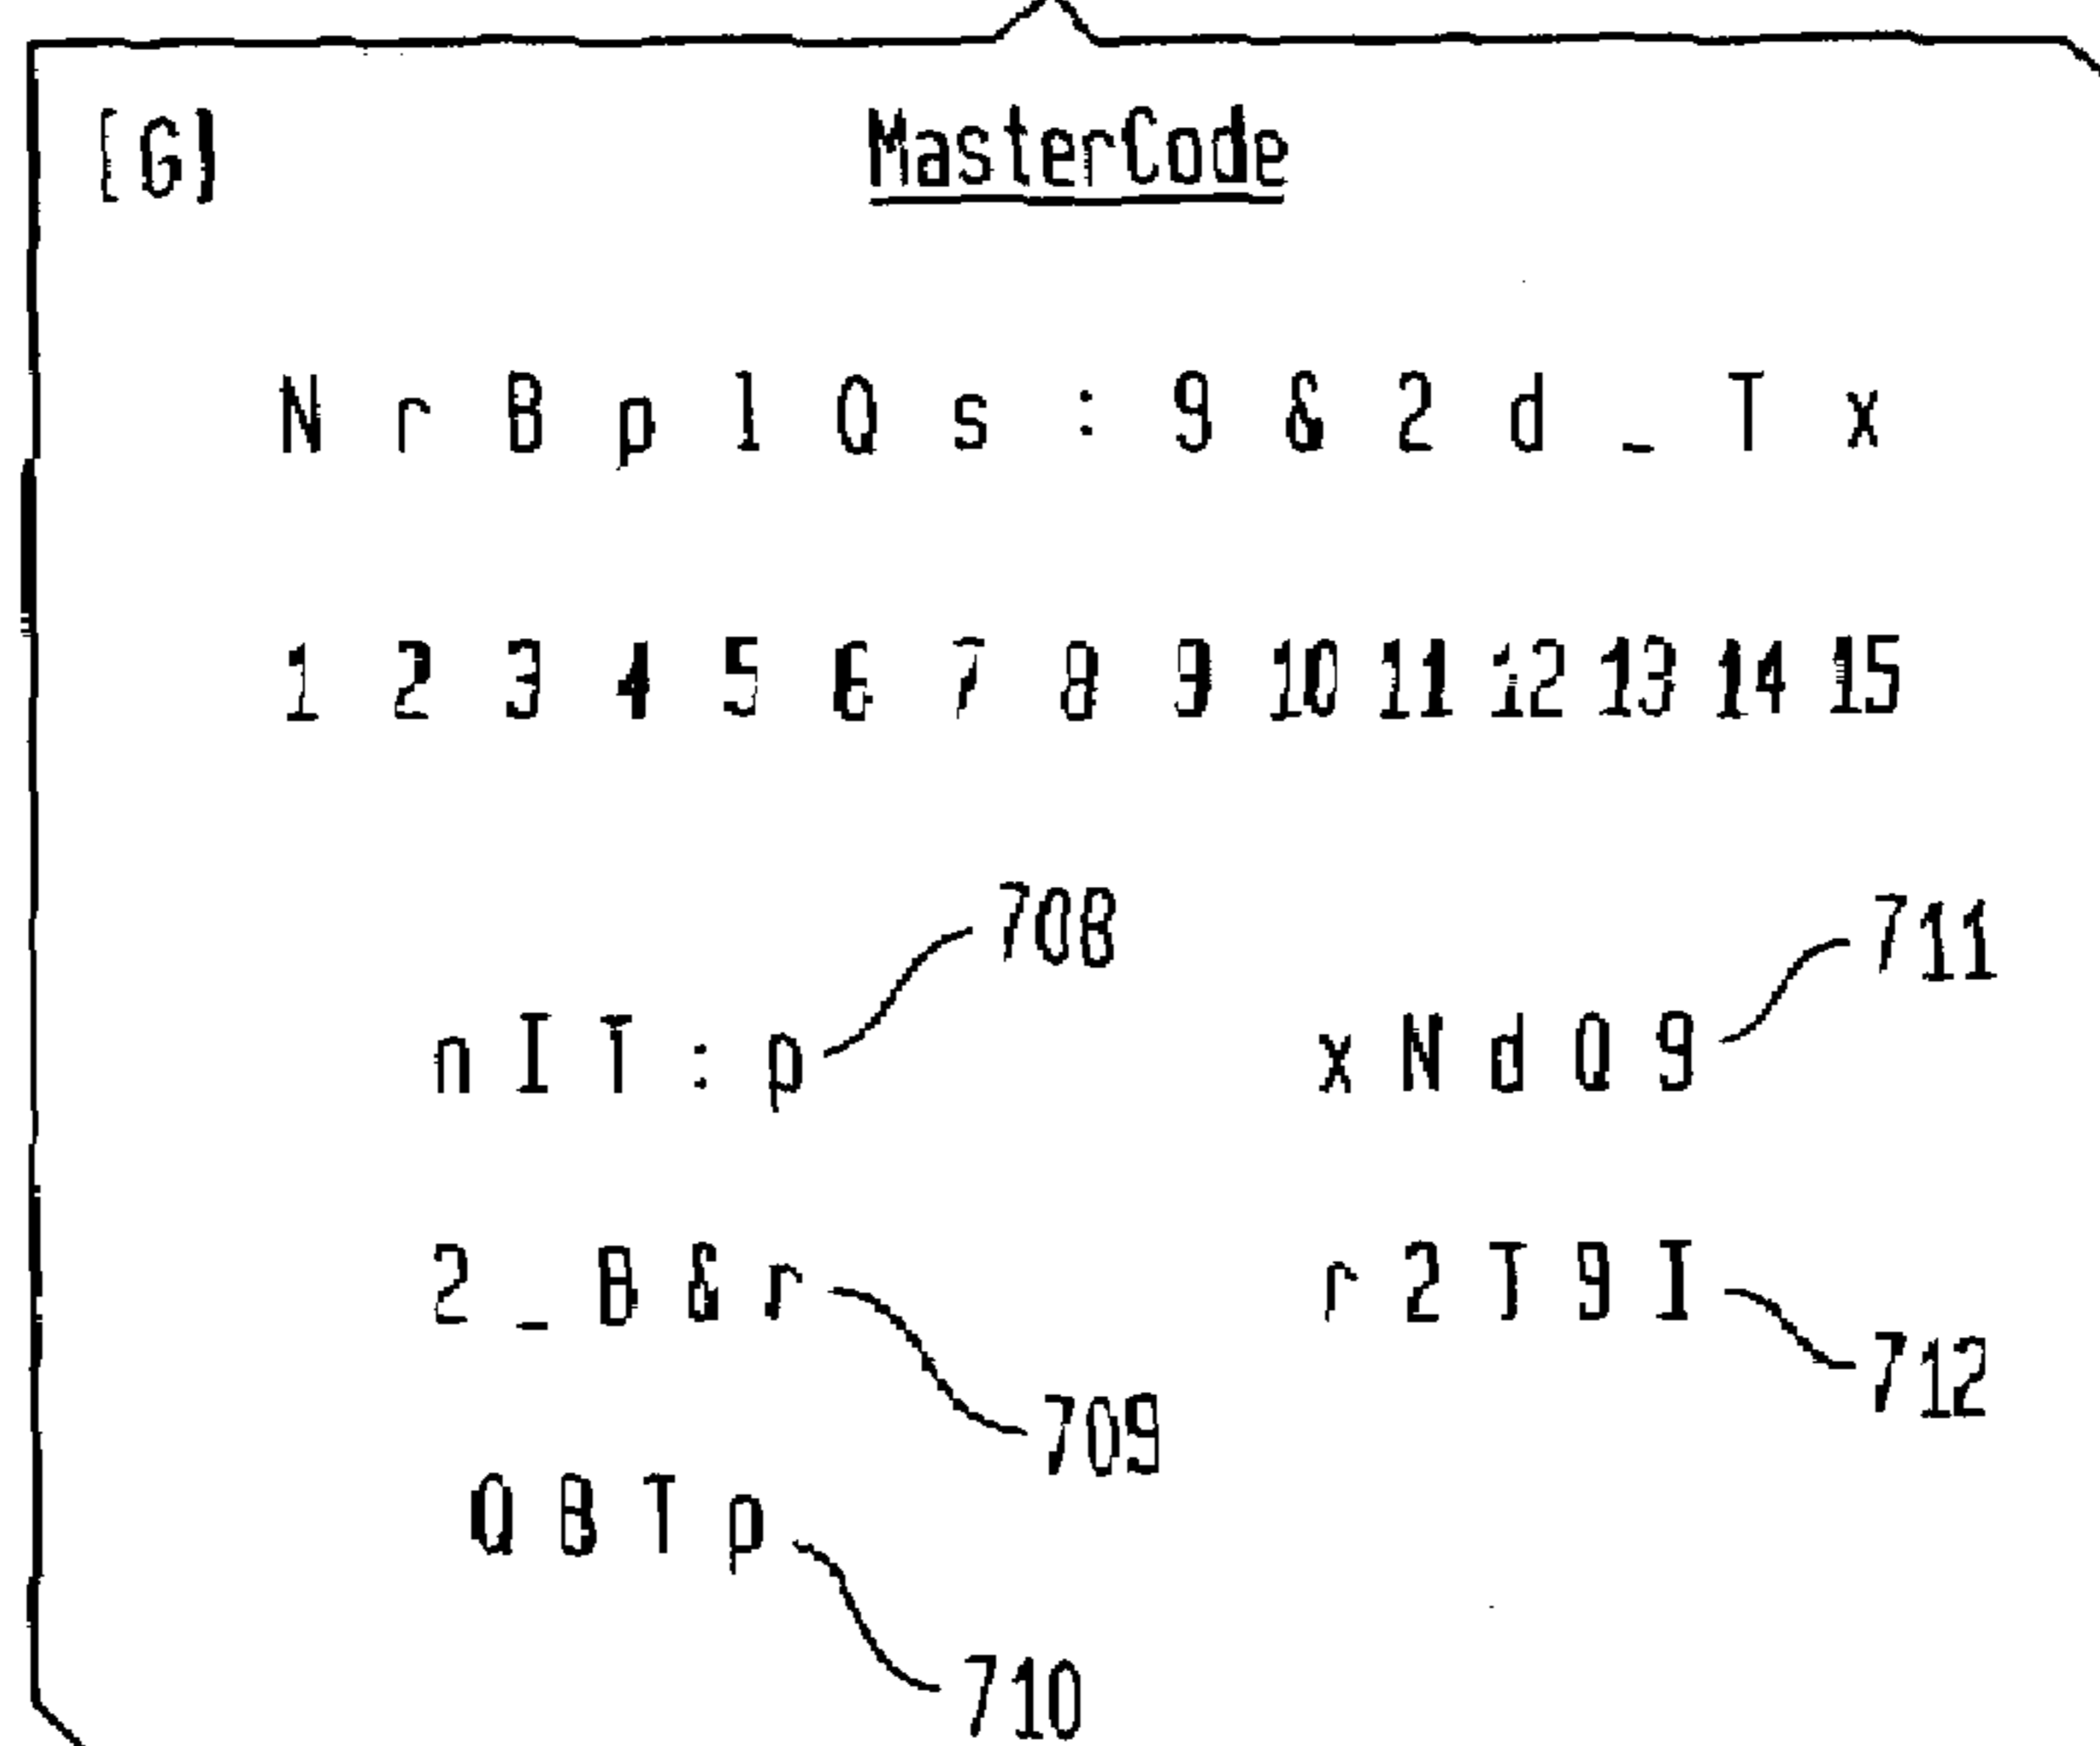 [G] MasterCode
N r B p l Q s : 9 & 2 d _ T x
1 2 3 4 5 6 7 8 9 10 11 12 13 14 15
708 711
n I T : p x N d Q 9
2 _ B & r r 2 T 9 I
712
709
Q B T p
710